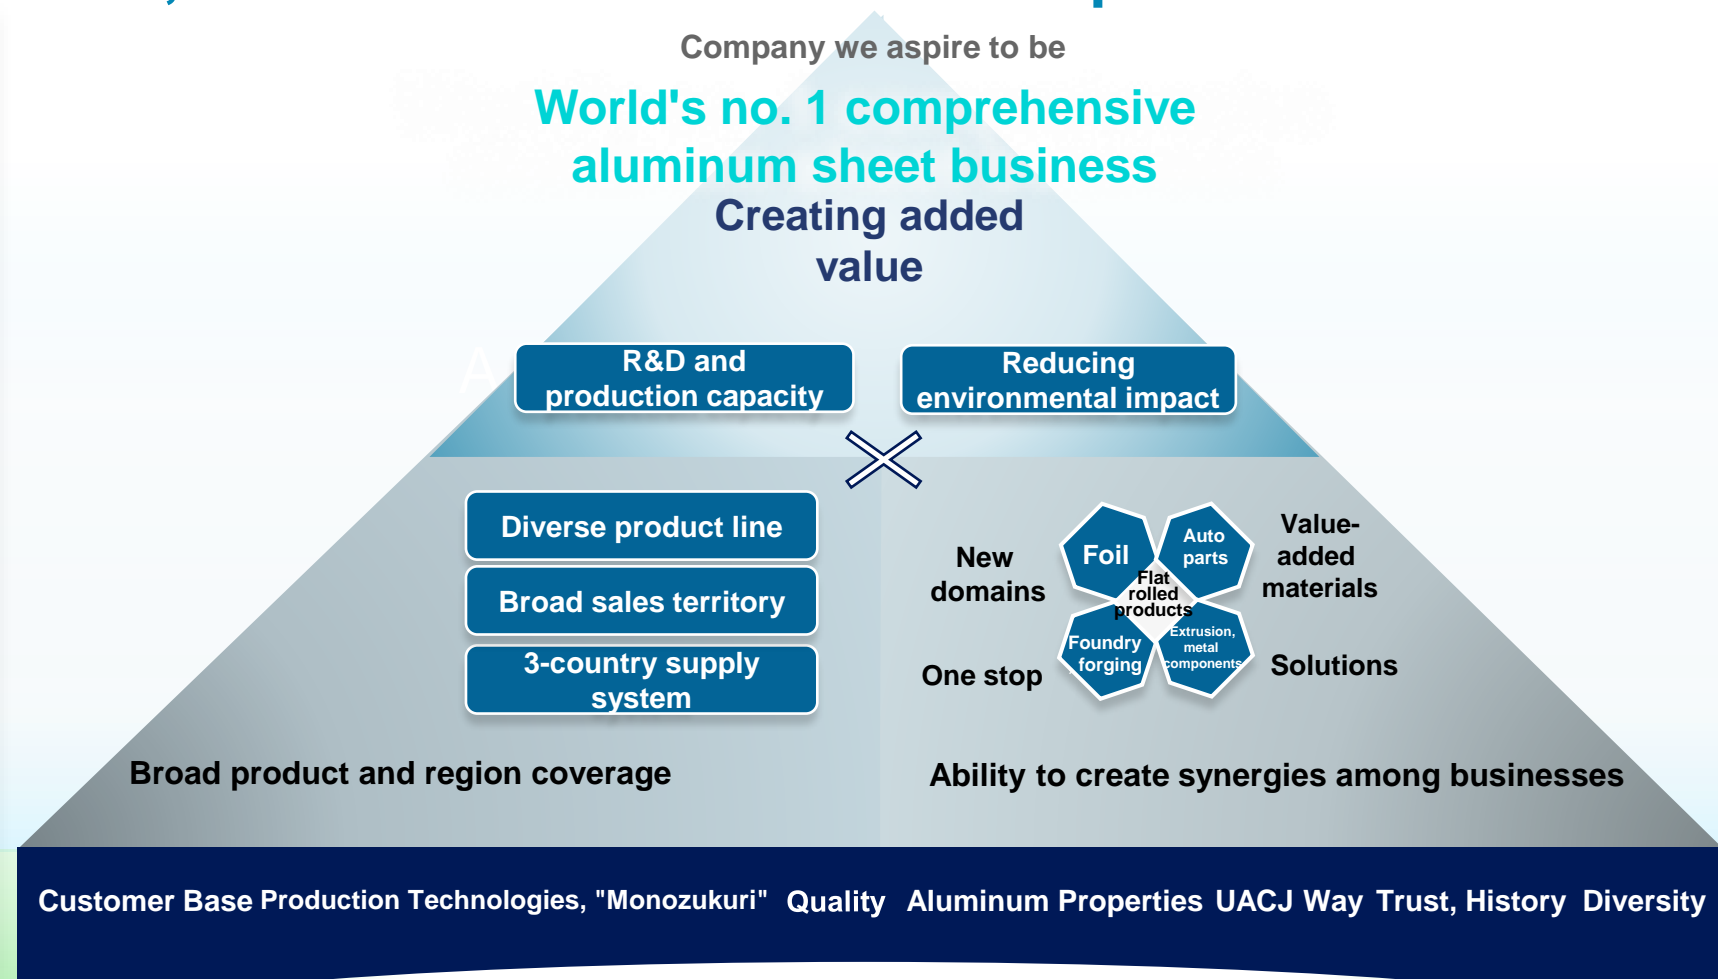 Company we aspire to be
World's no. 1 comprehensive
aluminum sheet business
Creating added
value
R&D and
production capacity
Reducing
environmental impact
Diverse product line
Broad sales territory
3-country supply
system
New
domains
One stop
Foil
Auto
parts
Flat
rolled
products
Foundry
forging
Extrusion,
metal
components
Value-
added
materials
Solutions
Broad product and region coverage
Ability to create synergies among businesses
Customer Base Production Technologies, "Monozukuri" Quality Aluminum Properties UACJ Way Trust, History Diversity